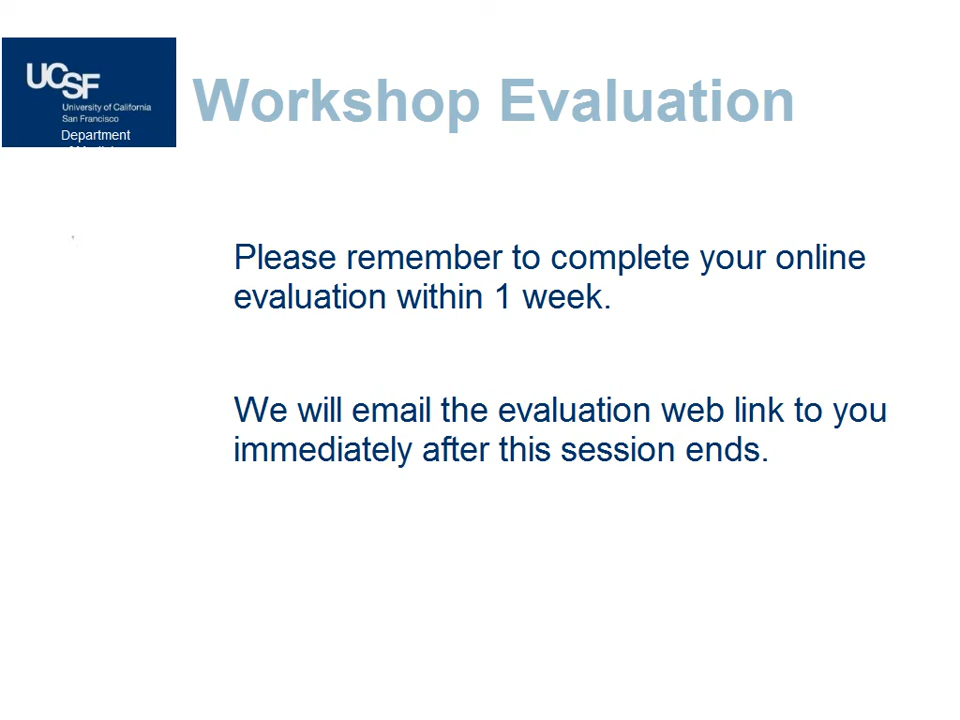 UCSF
University of California
San Francisco
Department
Workshop Evaluation
Please remember to complete your online
evaluation within 1 week.
We will email the evaluation web link to you
immediately after this session ends.